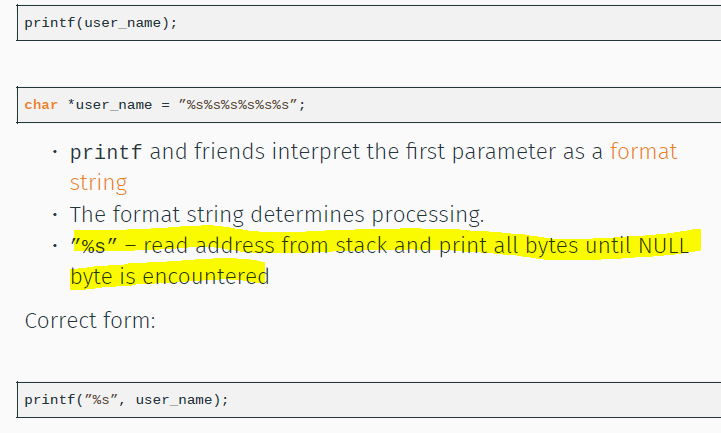 printf(user_name);
char *user_name = ”%s%s%s%s%s%s”;
• printf and friends interpret the first parameter as a format
string
• The format string determines processing.
• ”%s” – read address from stack and print all bytes until NULL
byte is encountered
Correct form:
printf(”%s”, user_name);